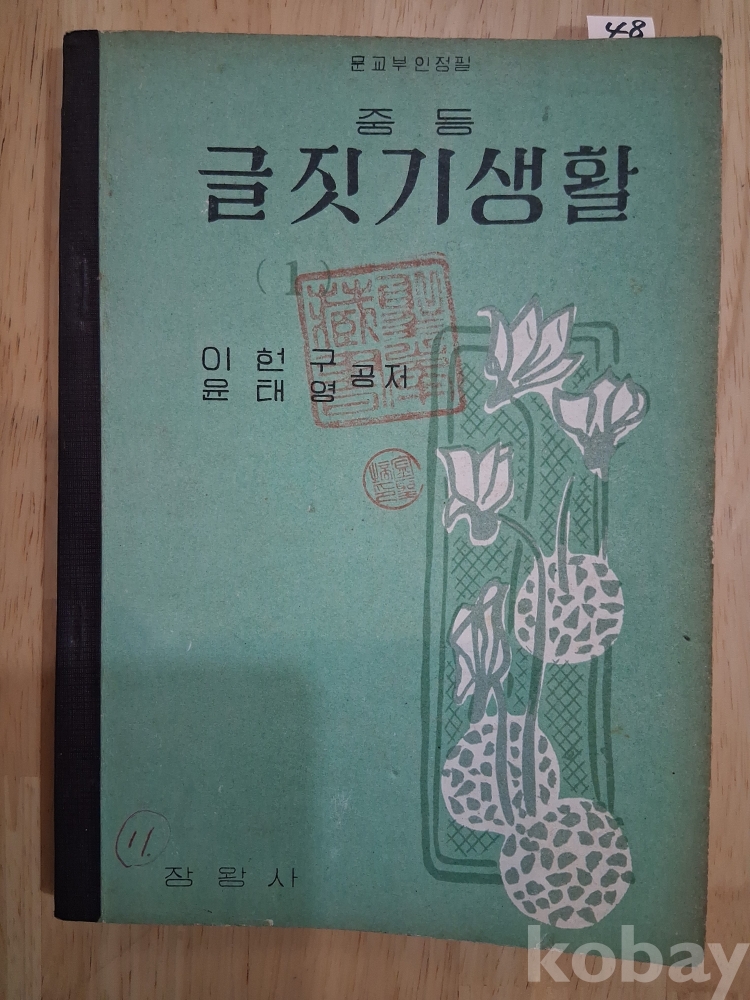 48
문교부인정필
중등
글짓기생활
(1)
이헌구
윤태영 공저
11.
장왕사
kobay